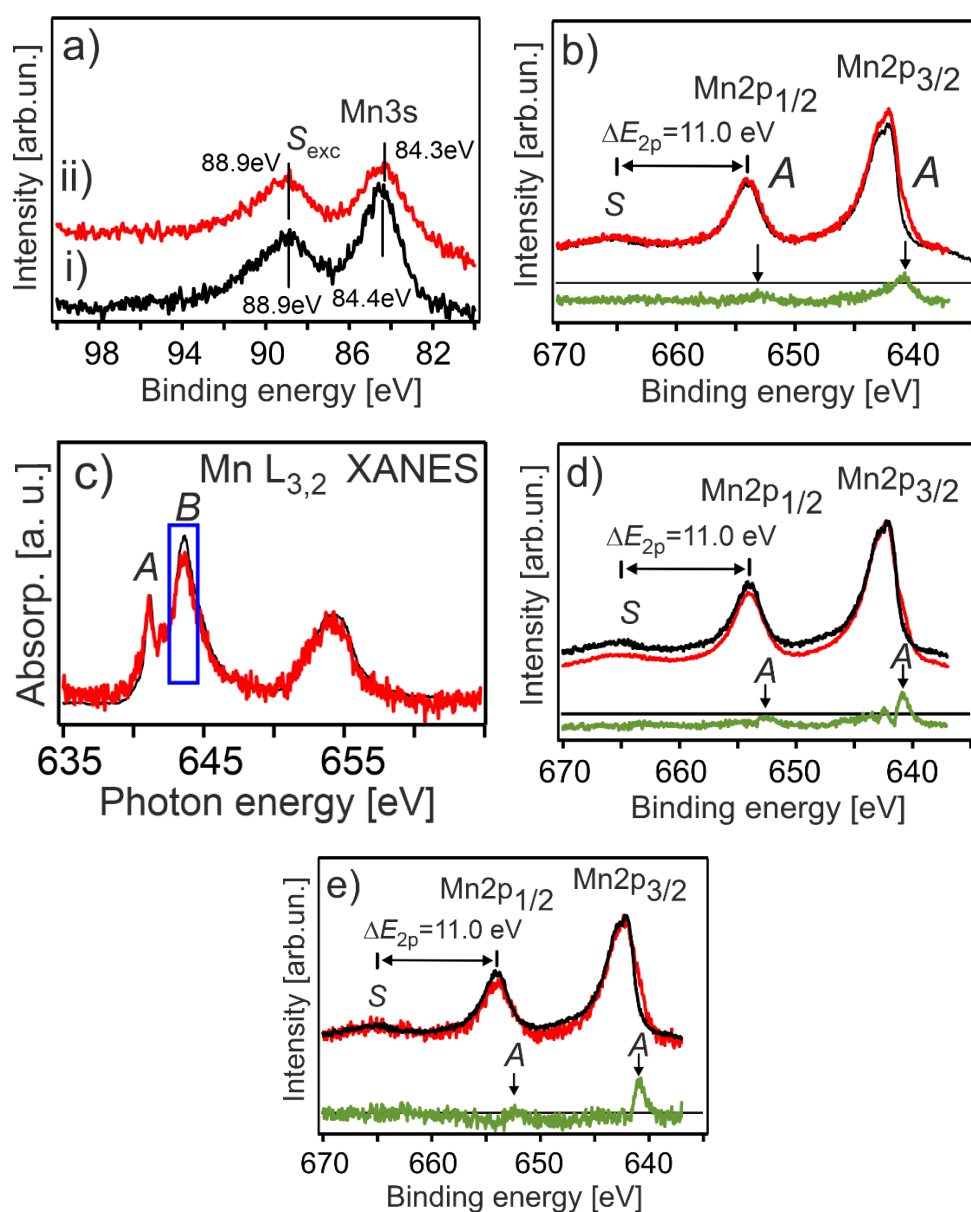 a)
Intensity [arb.un.]
Mn3s
S exc
88.9eV
84.3eV
ii)
i)
88.9eV
84.4eV
98 94 90 86 82
Binding energy [eV]
b)
Intensity [arb.un.]
Mn2p3/2
Mn2p1/2
ΔE2p=11.0 eV
S
A
A
670 660 650 640
Binding energy [eV]
c)
Mn L3,2 XANES
Absorp. [a. u.]
A
B
635 645 655
Photon energy [eV]
d)
Intensity [arb.un.]
Mn2p1/2
Mn2p3/2
ΔE2p=11.0 eV
S
A
A
670 660 650 640
Binding energy [eV]
e)
Intensity [arb.un.]
Mn2p1/2
Mn2p3/2
ΔE2p=11.0 eV
S
A
A
670 660 650 640
Binding energy [eV]